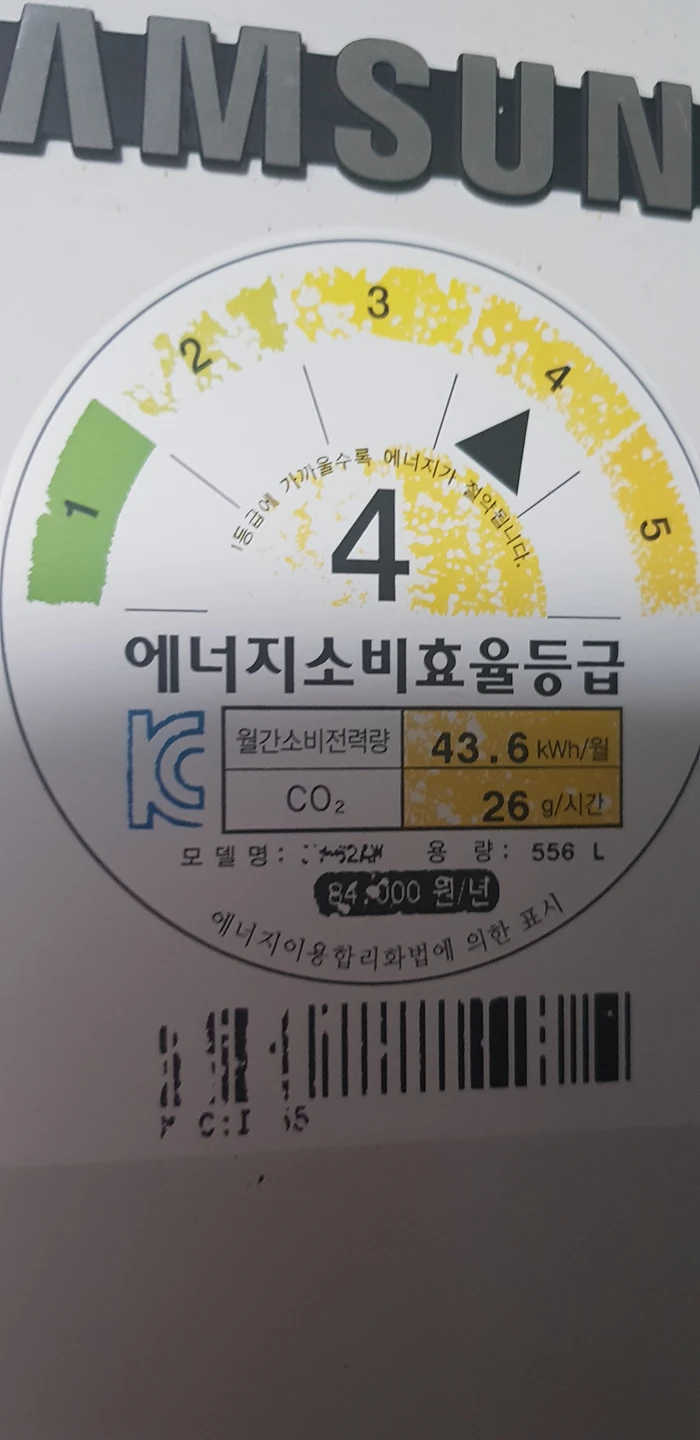 AMSUN
1 2 3 4 5
1등급에 가까울수록 에너지가 절약됩니다.
4
에너지소비효율등급
KC
월간소비전력량 43.6 kWh/월
CO₂ 26 g/시간
모 델 명 : 용 량 : 556 L
84,000 원/년
에너지이용합리화법에 의한 표시